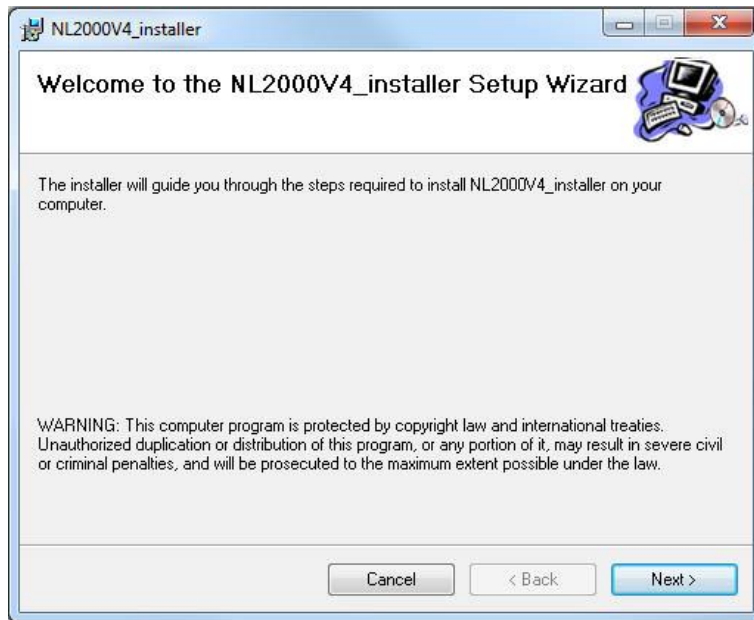 NL2000V4_installer
Welcome to the NL2000V4_installer Setup Wizard
The installer will guide you through the steps required to install NL2000V4_installer on your
computer.
WARNING: This computer program is protected by copyright law and international treaties.
Unauthorized duplication or distribution of this program, or any portion of it, may result in severe civil
or criminal penalties, and will be prosecuted to the maximum extent possible under the law.
Cancel
< Back
Next >